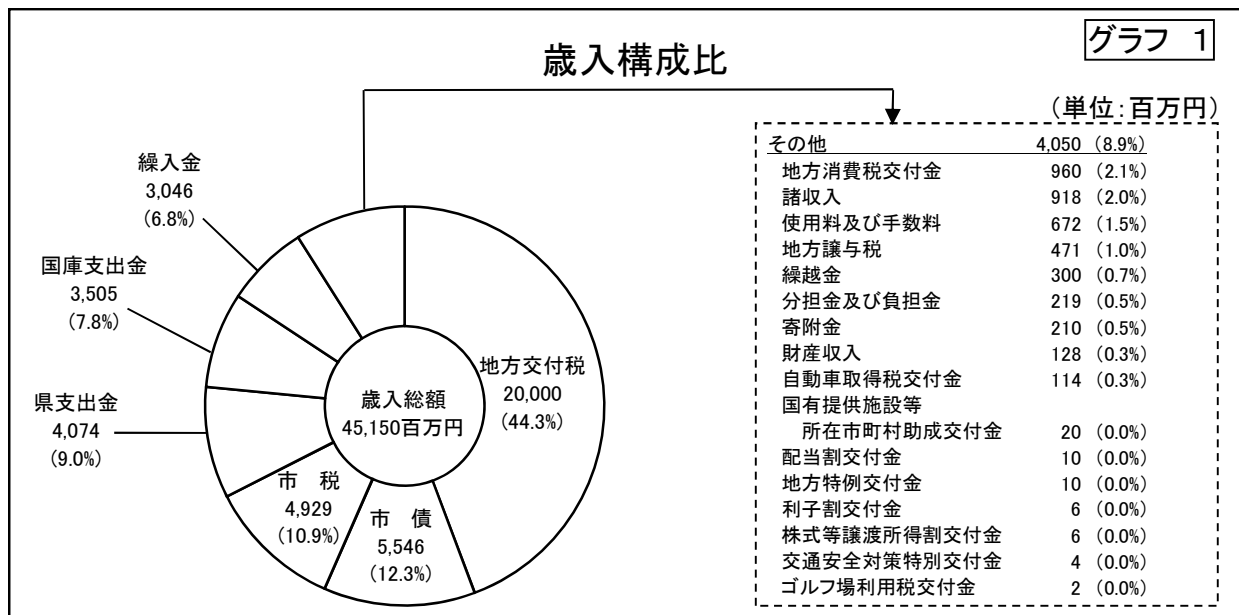 グラフ 1
歳入構成比
(単位:百万円)
繰入金
3,046
(6.8%)
国庫支出金
3,505
(7.8%)
県支出金
4,074
(9.0%)
市 税
4,929
(10.9%)
市 債
5,546
(12.3%)
地方交付税
20,000
(44.3%)
歳入総額
45,150百万円
その他 4,050 (8.9%)
地方消費税交付金 960 (2.1%)
諸収入 918 (2.0%)
使用料及び手数料 672 (1.5%)
地方譲与税 471 (1.0%)
繰越金 300 (0.7%)
分担金及び負担金 219 (0.5%)
寄附金 210 (0.5%)
財産収入 128 (0.3%)
自動車取得税交付金 114 (0.3%)
国有提供施設等
所在市町村助成交付金 20 (0.0%)
配当割交付金 10 (0.0%)
地方特例交付金 10 (0.0%)
利子割交付金 6 (0.0%)
株式等譲渡所得割交付金 6 (0.0%)
交通安全対策特別交付金 4 (0.0%)
ゴルフ場利用税交付金 2 (0.0%)